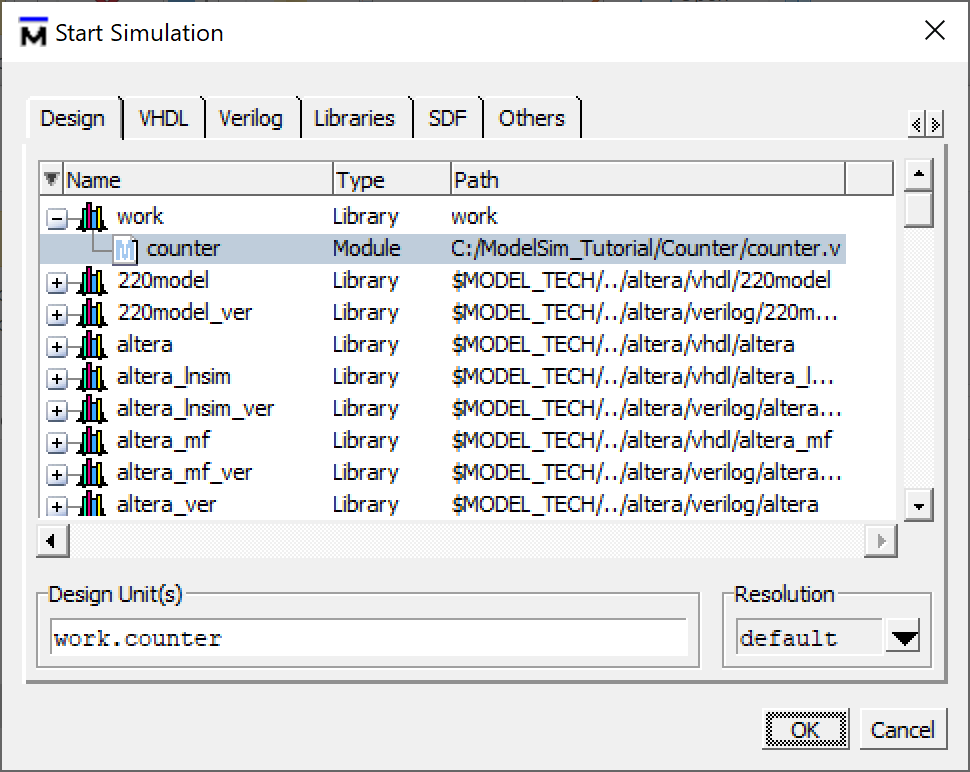 Start Simulation
Design VHDL Verilog Libraries SDF Others
Name Type Path
work Library work
counter Module C:/ModelSim_Tutorial/Counter/counter.v
220model Library $MODEL_TECH/../altera/vhdl/220model
220model_ver Library $MODEL_TECH/../altera/verilog/220m...
altera Library $MODEL_TECH/../altera/vhdl/altera
altera_lnsim Library $MODEL_TECH/../altera/vhdl/altera_l...
altera_lnsim_ver Library $MODEL_TECH/../altera/verilog/altera...
altera_mf Library $MODEL_TECH/../altera/vhdl/altera_mf
altera_mf_ver Library $MODEL_TECH/../altera/verilog/altera...
altera_ver Library $MODEL_TECH/../altera/verilog/altera
Design Unit(s) Resolution
work.counter default
OK Cancel